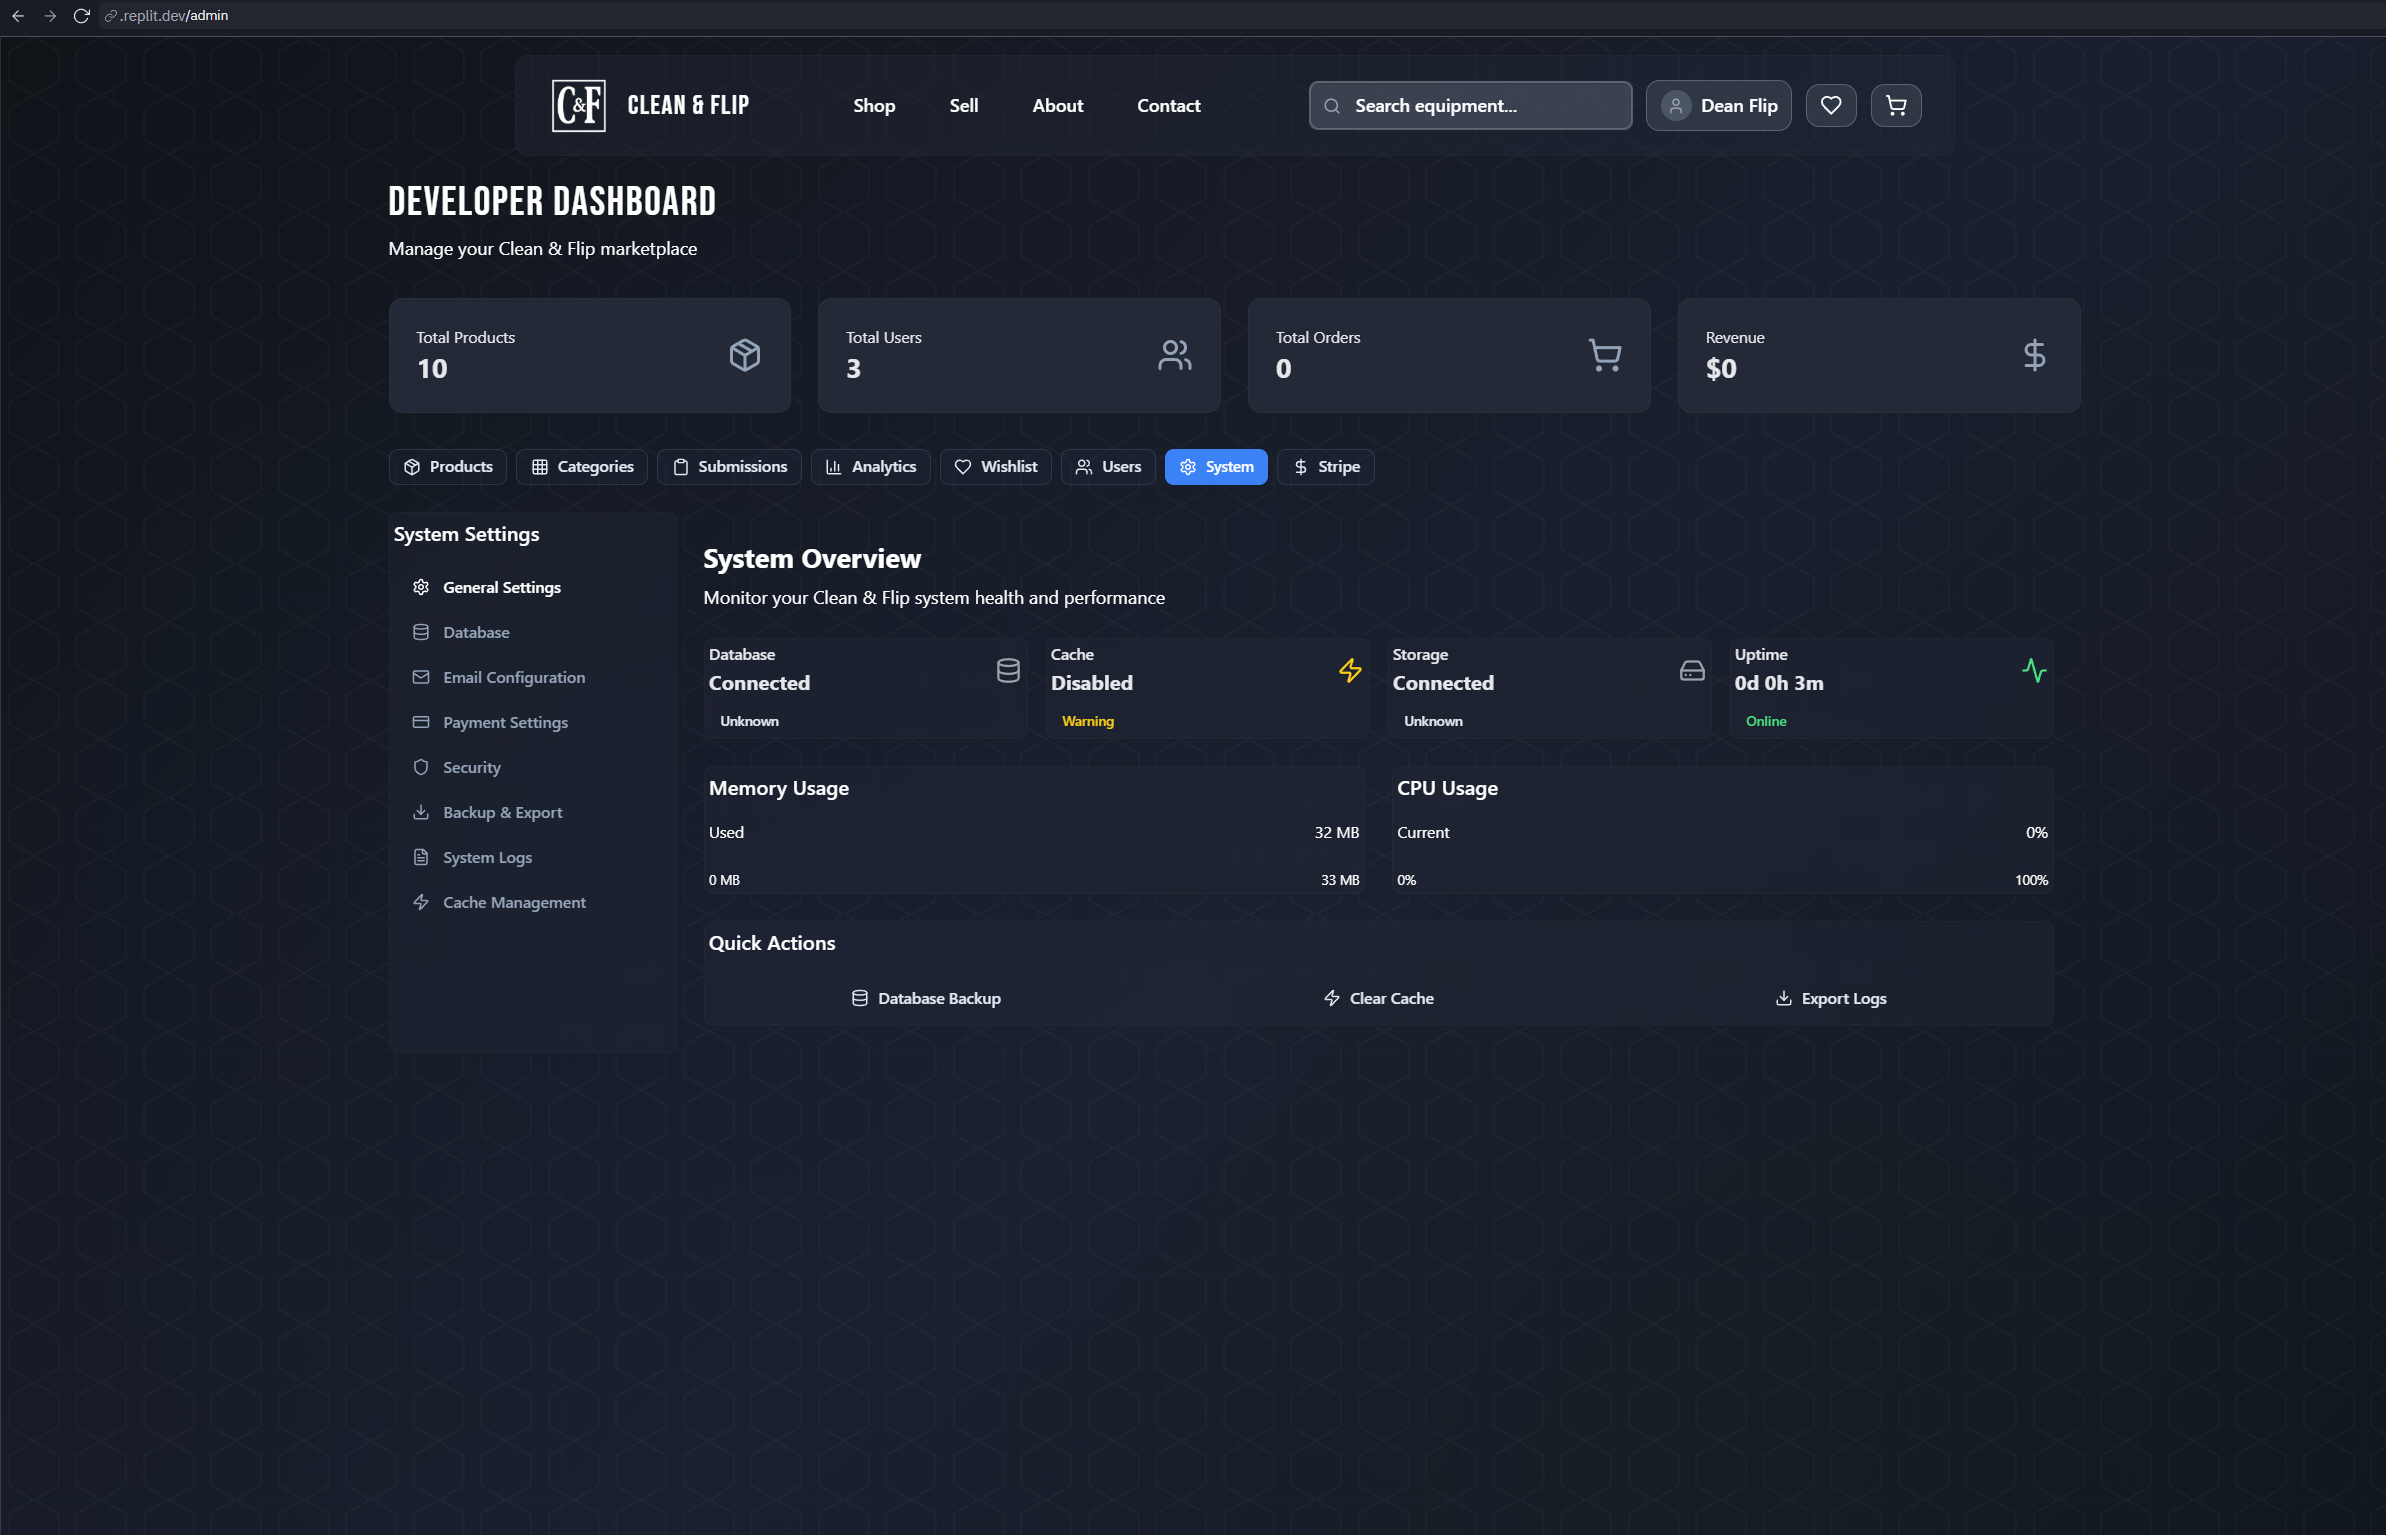 .replit.dev/admin
C&F CLEAN & FLIP Shop Sell About Contact Search equipment... Dean Flip
DEVELOPER DASHBOARD
Manage your Clean & Flip marketplace
Total Products
10
Total Users
3
Total Orders
0
Revenue
$0
Products Categories Submissions Analytics Wishlist Users System Stripe
System Settings
General Settings
Database
Email Configuration
Payment Settings
Security
Backup & Export
System Logs
Cache Management
System Overview
Monitor your Clean & Flip system health and performance
Database
Connected
Unknown
Cache
Disabled
Warning
Storage
Connected
Unknown
Uptime
0d 0h 3m
Online
Memory Usage
Used 32 MB
0 MB 33 MB
CPU Usage
Current 0%
0% 100%
Quick Actions
Database Backup Clear Cache Export Logs